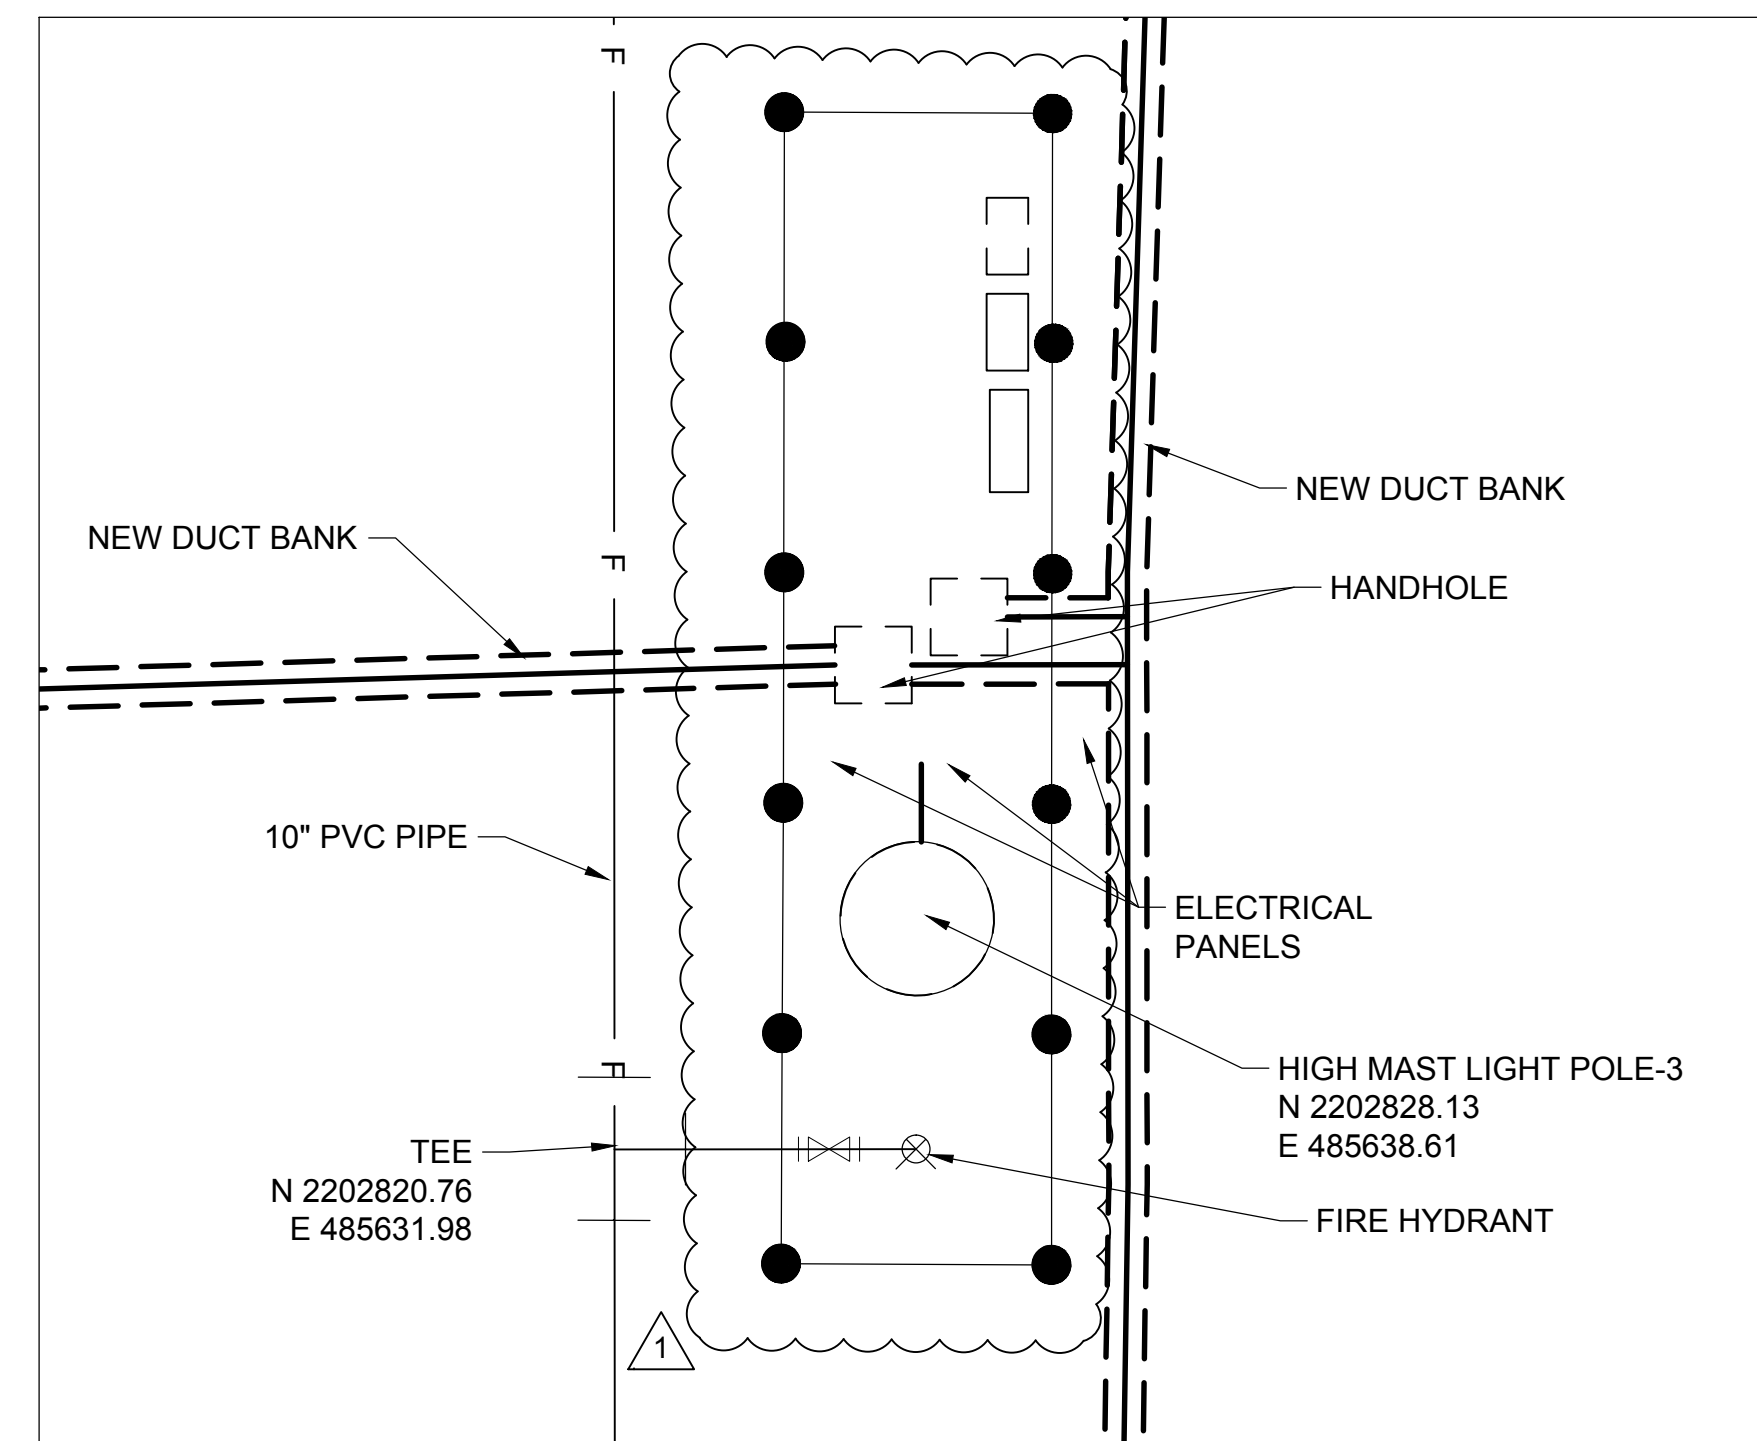 F
NEW DUCT BANK
NEW DUCT BANK
F
HANDHOLE
10" PVC PIPE
ELECTRICAL
PANELS
F
HIGH MAST LIGHT POLE-3
N 2202828.13
E 485638.61
TEE
N 2202820.76
E 485631.98
FIRE HYDRANT
1